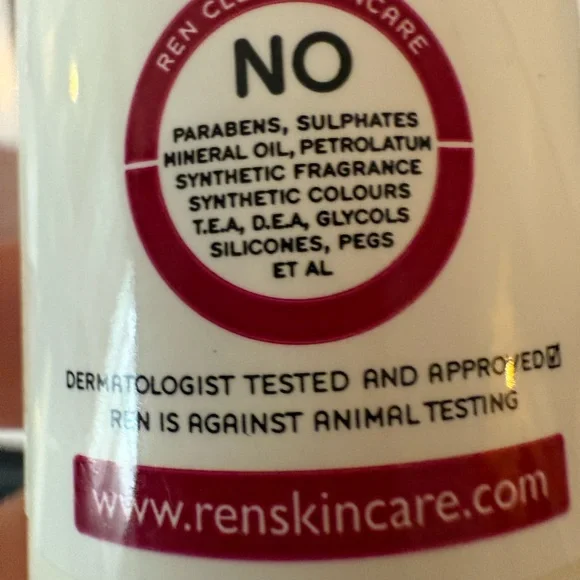 REN CLE SKINCARE
NO
PARABENS, SULPHATES
MINERAL OIL, PETROLATUM
SYNTHETIC FRAGRANCE
SYNTHETIC COLOURS
T.E.A, D.E.A, GLYCOLS
SILICONES, PEGS
ET AL
DERMATOLOGIST TESTED AND APPROVED☑
REN IS AGAINST ANIMAL TESTING
www.renskincare.com